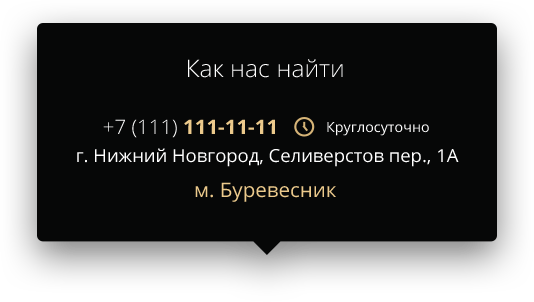 Как нас найти
+7 (111) 111-11-11 Круглосуточно
г. Нижний Новгород, Селиверстов пер., 1А
м. Буревесник